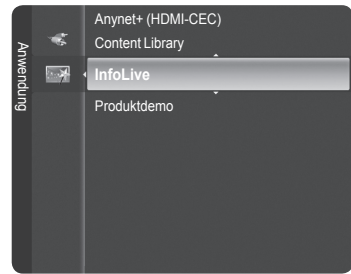 Anwendung
Anynet+ (HDMI-CEC)
Content Library
InfoLive
Produktdemo